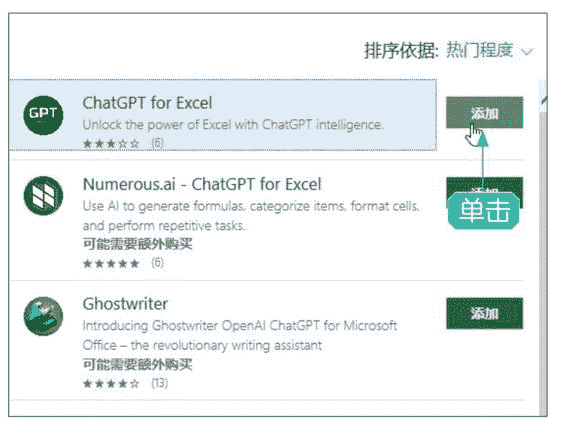 排序依据: 热门程度
GPT
ChatGPT for Excel
添加
Unlock the power of Excel with ChatGPT intelligence.
(6)
Numerous.ai - ChatGPT for Excel
Use AI to generate formulas, categorize items, format cells,
单击
and perform repetitive tasks.
可能需要额外购买
(6)
Ghostwriter
添加
Introducing Ghostwriter OpenAI ChatGPT for Microsoft
Office – the revolutionary writing assistant
可能需要额外购买
(13)